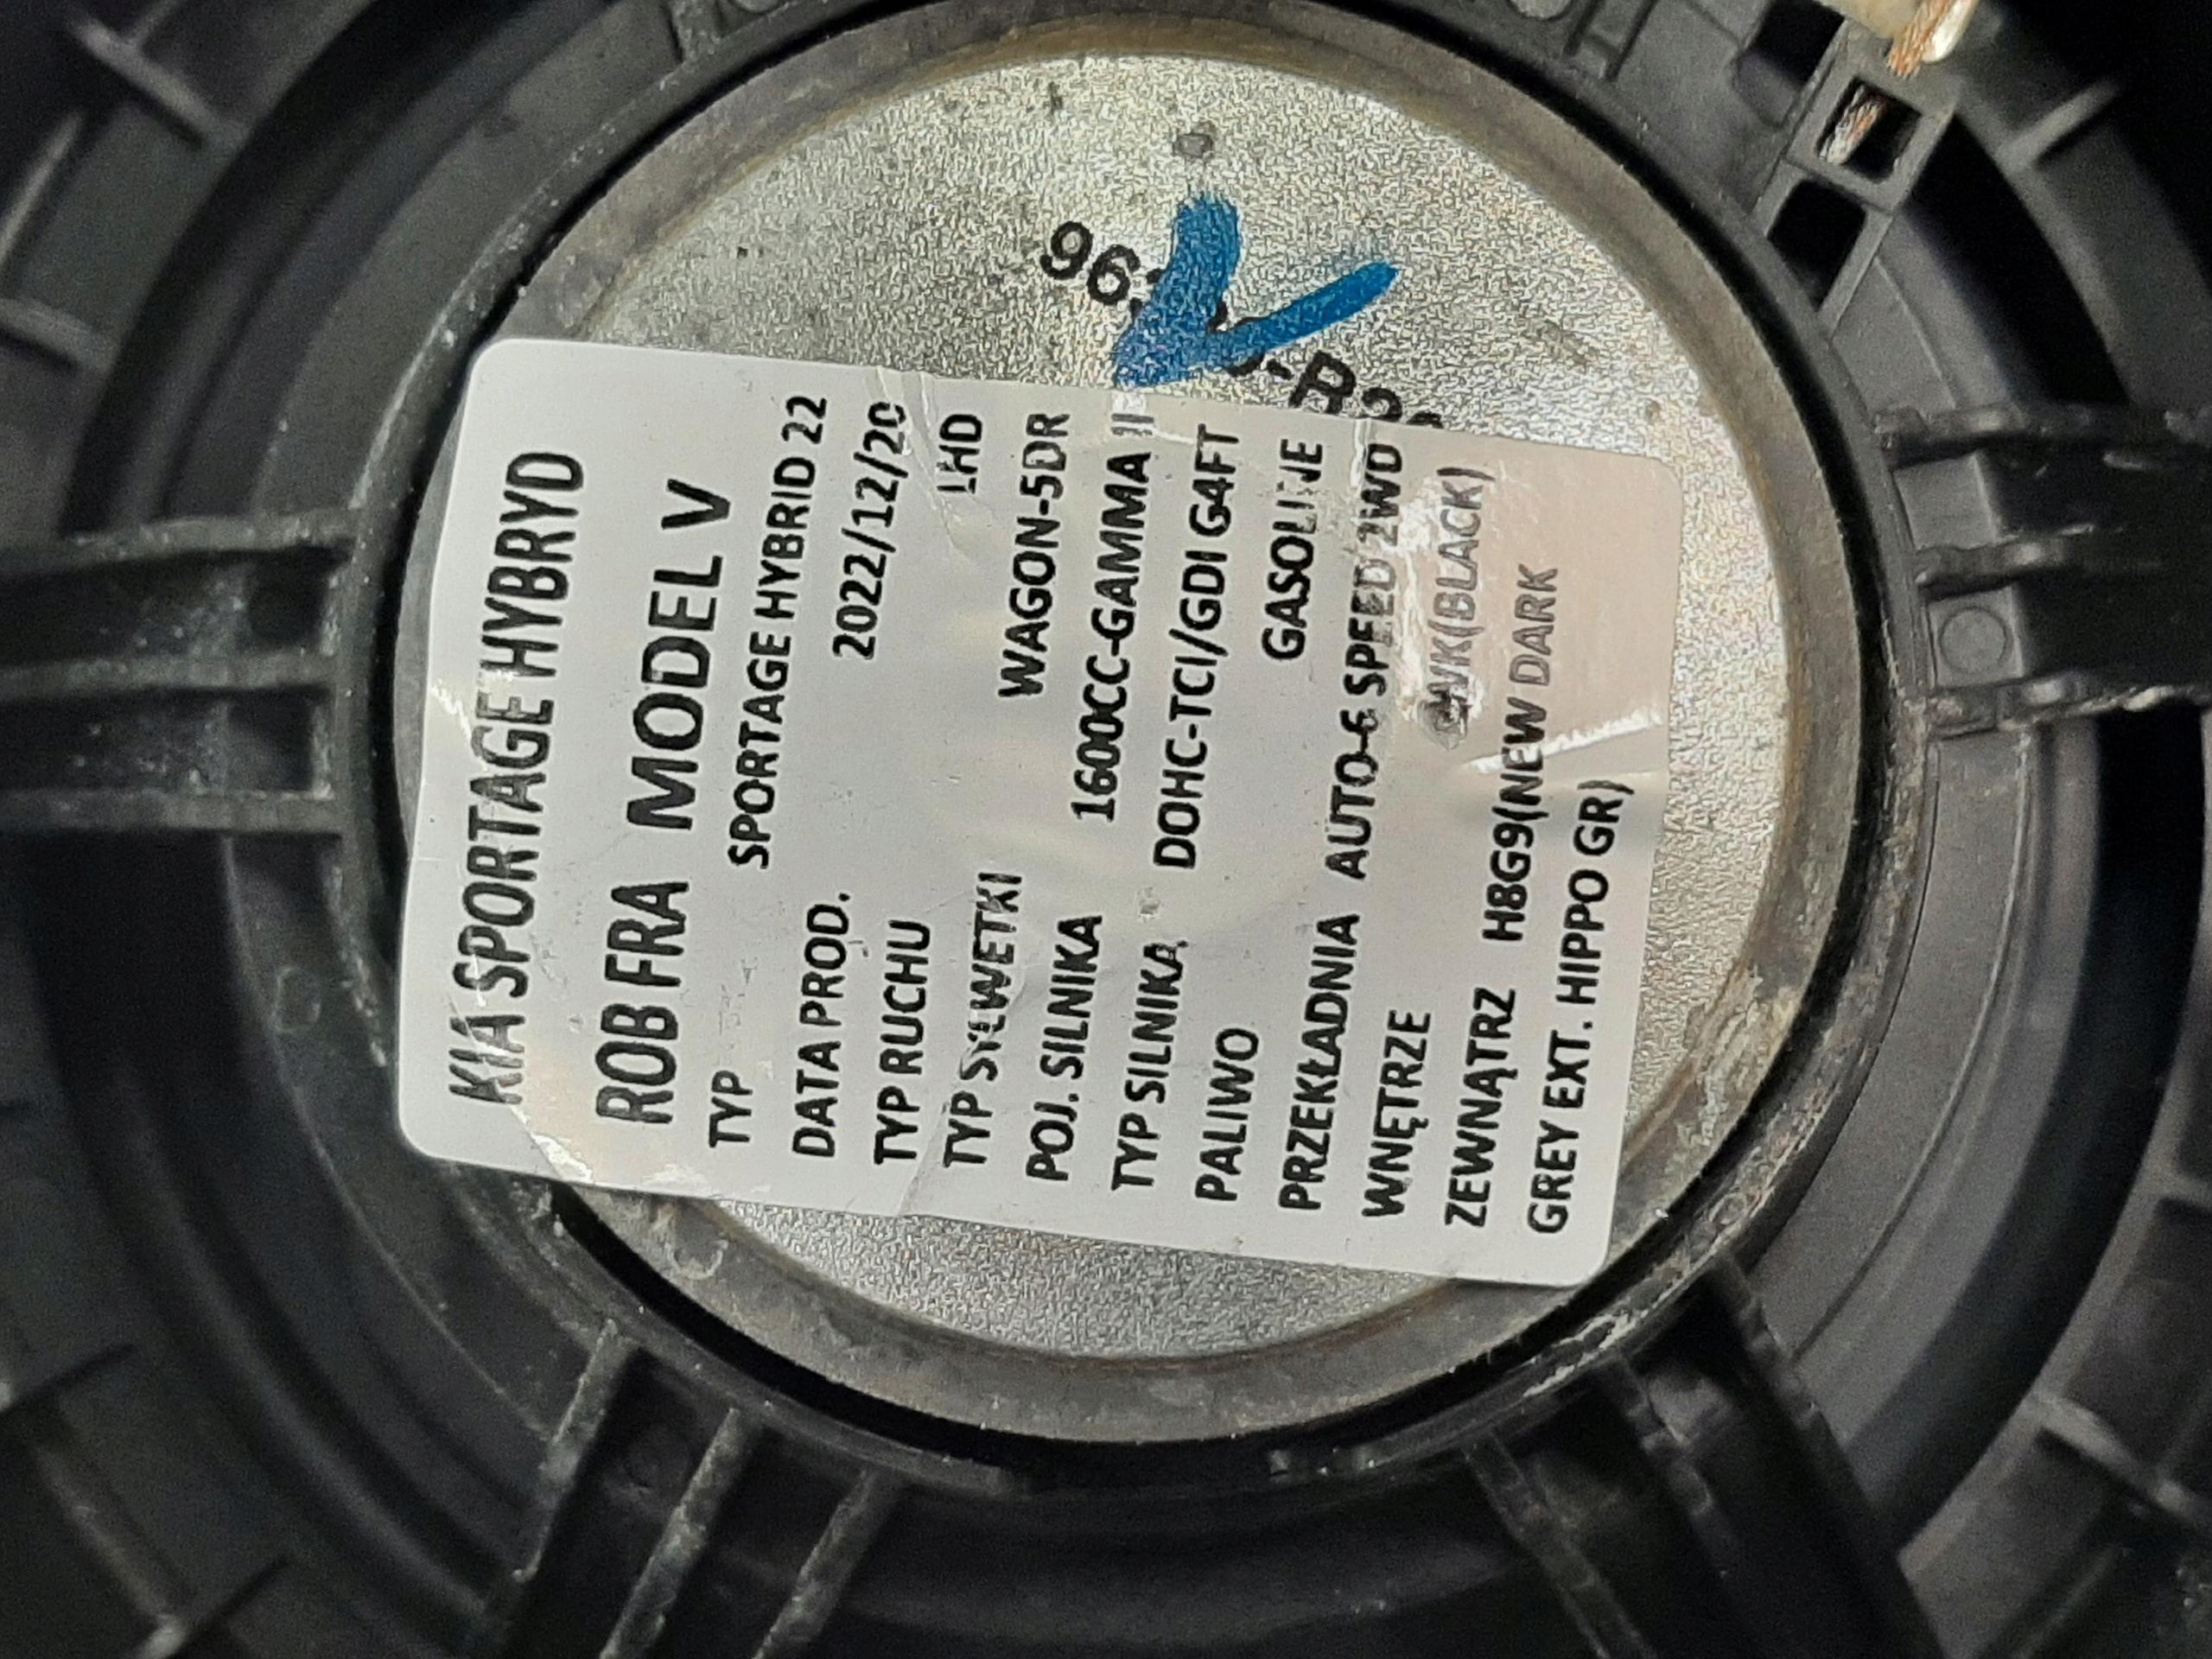 KIA SPORTAGE HYBRYD
ROB FRA MODEL V
TYP SPORTAGE HYBRID 22
DATA PROD. 2022/12/20
TYP RUCHU LHD
TYP SYLWETKI WAGON-5DR
POJ. SILNIKA 1600CC-GAMMA II
TYP SILNIKA DOHC-TCI/GDI G4FT
PALIWO GASOLINE
PRZEKŁADNIA AUTO-6 SPEED 2WD
WNĘTRZE
ZEWNĄTRZ H8G9(NEW DARK
GREY EXT. HIPPO GR)